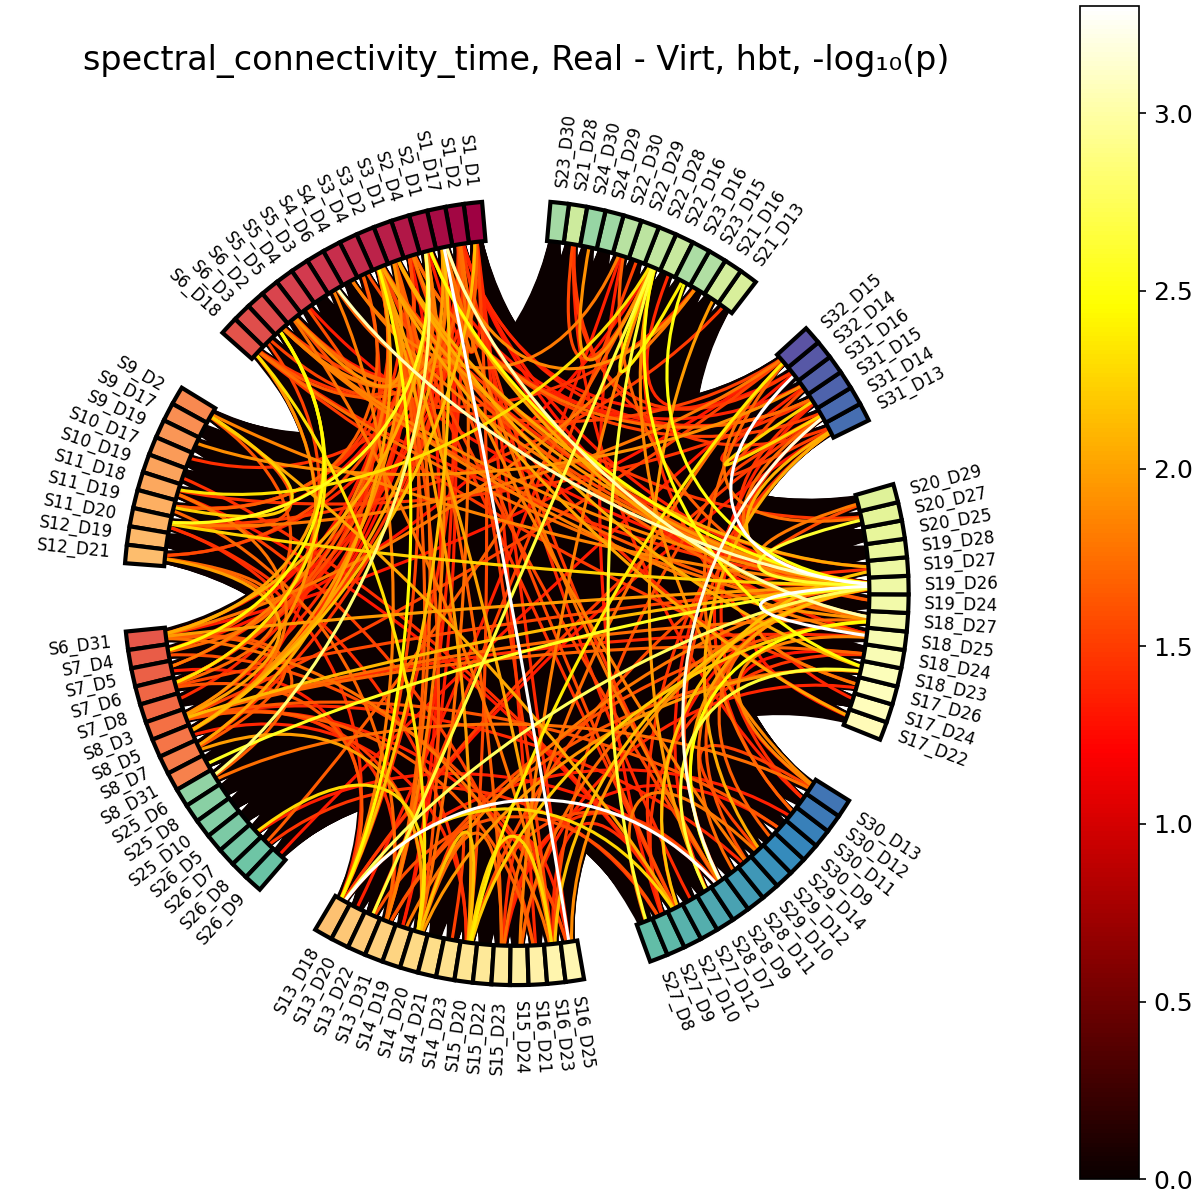 spectral_connectivity_time, Real - Virt, hbt, -log₁₀(p)
S1_D1
S1_D2
S1_D17
S2_D1
S2_D4
S3_D1
S3_D2
S3_D4
S4_D4
S4_D6
S5_D3
S5_D4
S5_D5
S6_D2
S6_D3
S6_D18
S9_D2
S9_D17
S9_D19
S10_D17
S10_D19
S11_D18
S11_D19
S11_D20
S12_D19
S12_D21
S6_D31
S7_D4
S7_D5
S7_D6
S7_D8
S8_D3
S8_D5
S8_D7
S8_D31
S25_D6
S25_D8
S25_D10
S26_D5
S26_D7
S26_D8
S26_D9
S13_D18
S13_D20
S13_D22
S13_D31
S14_D19
S14_D20
S14_D21
S14_D23
S15_D20
S15_D22
S15_D23
S15_D24
S16_D21
S16_D23
S16_D25
S27_D8
S27_D9
S27_D10
S27_D12
S28_D7
S28_D9
S28_D11
S29_D10
S29_D12
S29_D14
S30_D9
S30_D11
S30_D12
S30_D13
S17_D22
S17_D24
S17_D26
S18_D23
S18_D24
S18_D25
S18_D27
S19_D24
S19_D26
S19_D27
S19_D28
S20_D25
S20_D27
S20_D29
S31_D13
S31_D14
S31_D15
S31_D16
S32_D14
S32_D15
S21_D13
S21_D16
S23_D15
S23_D16
S22_D16
S22_D28
S22_D29
S22_D30
S24_D29
S24_D30
S21_D28
S23_D30
3.0
2.5
2.0
1.5
1.0
0.5
0.0